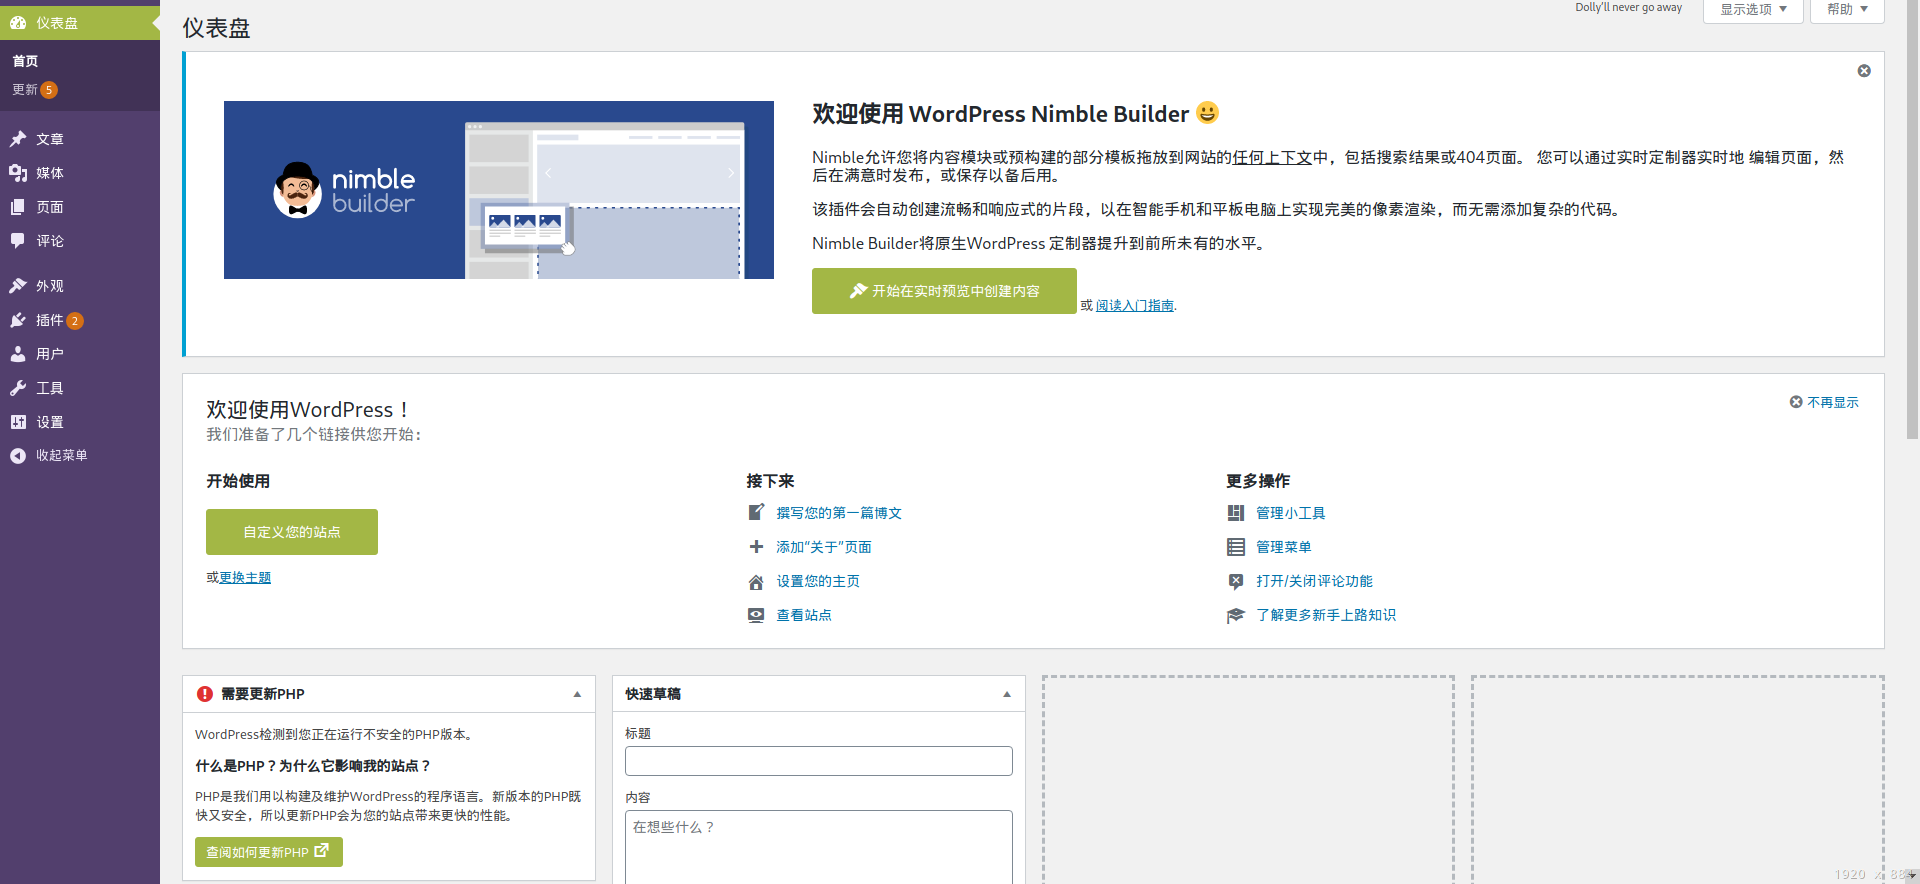 仪表盘
首页
更新 5
文章
媒体
页面
评论
外观
插件 2
用户
工具
设置
收起菜单
Dolly'll never go away
显示选项
帮助
仪表盘
nimble
builder
欢迎使用 WordPress Nimble Builder 😀
Nimble允许您将内容模块或预构建的部分模板拖放到网站的任何上下文中，包括搜索结果或404页面。 您可以通过实时定制器实时地 编辑页面，然
后在满意时发布，或保存以备后用。
该插件会自动创建流畅和响应式的片段，以在智能手机和平板电脑上实现完美的像素渲染，而无需添加复杂的代码。
Nimble Builder将原生WordPress 定制器提升到前所未有的水平。
开始在实时预览中创建内容 或 阅读入门指南.
欢迎使用WordPress！
不再显示
我们准备了几个链接供您开始：
开始使用
自定义您的站点
或更换主题
接下来
撰写您的第一篇博文
添加“关于”页面
设置您的主页
查看站点
更多操作
管理小工具
管理菜单
打开/关闭评论功能
了解更多新手上路知识
需要更新PHP
WordPress检测到您正在运行不安全的PHP版本。
什么是PHP？为什么它影响我的站点？
PHP是我们用以构建及维护WordPress的程序语言。新版本的PHP既
快又安全，所以更新PHP会为您的站点带来更快的性能。
查阅如何更新PHP
快速草稿
标题
内容
在想些什么？